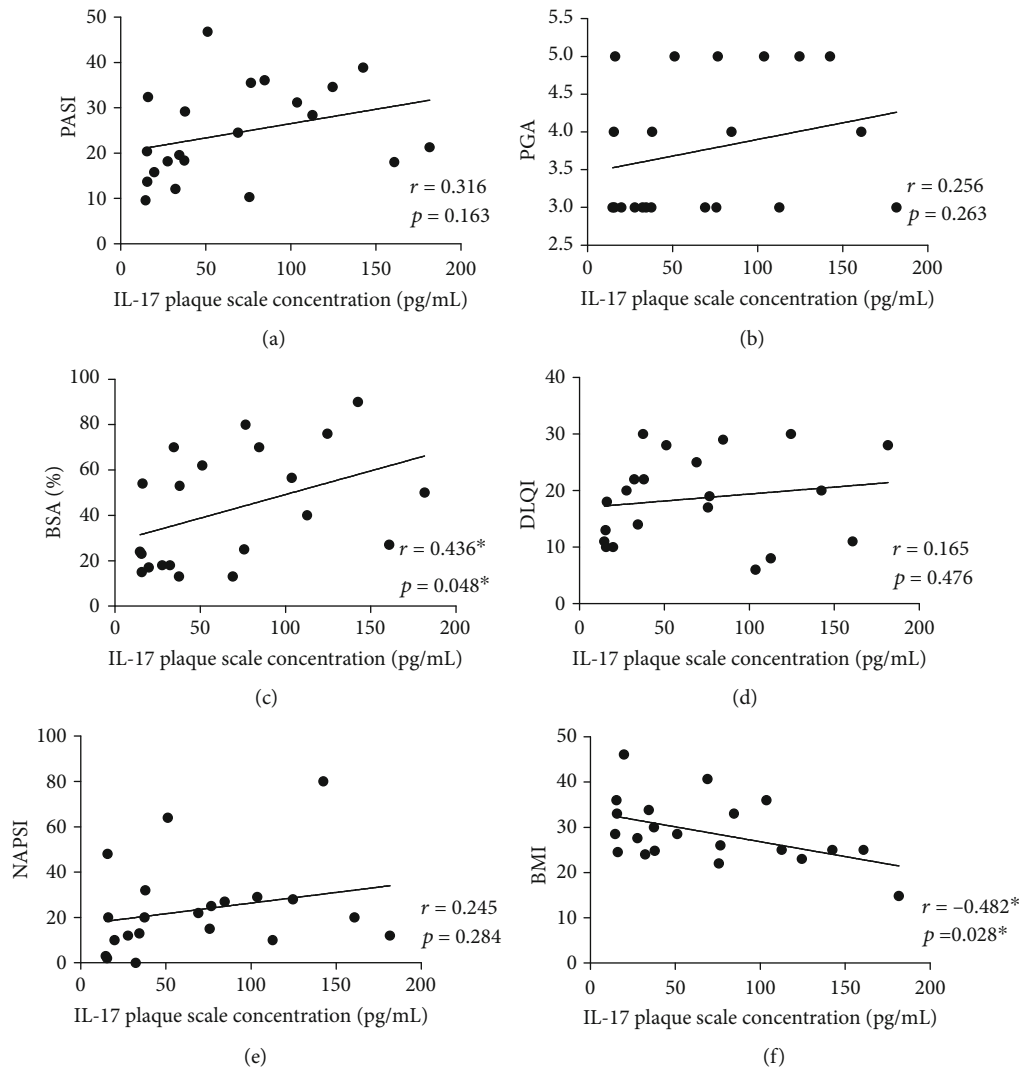 50
40
30
20
10
0
PASI
0 50 100 150 200
r = 0.316
p = 0.163
IL-17 plaque scale concentration (pg/mL)
(a)
5.5
5.0
4.5
4.0
3.5
3.0
2.5
PGA
0 50 100 150 200
r = 0.256
p = 0.263
IL-17 plaque scale concentration (pg/mL)
(b)
100
80
60
40
20
0
BSA (%)
0 50 100 150 200
r = 0.436*
p = 0.048*
IL-17 plaque scale concentration (pg/mL)
(c)
40
30
20
10
0
DLQI
0 50 100 150 200
r = 0.165
p = 0.476
IL-17 plaque scale concentration (pg/mL)
(d)
100
80
60
40
20
0
NAPSI
0 50 100 150 200
r = 0.245
p = 0.284
IL-17 plaque scale concentration (pg/mL)
(e)
50
40
30
20
10
0
BMI
0 50 100 150 200
r = –0.482*
p =0.028*
IL-17 plaque scale concentration (pg/mL)
(f)